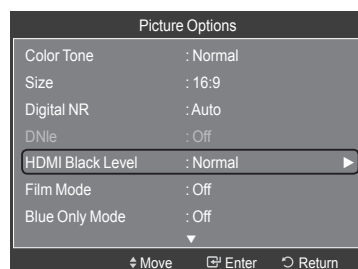 Picture Options
Color Tone : Normal
Size : 16:9
Digital NR : Auto
DNIe : Off
HDMI Black Level : Normal ►
Film Mode : Off
Blue Only Mode : Off
▼
Move Enter Return